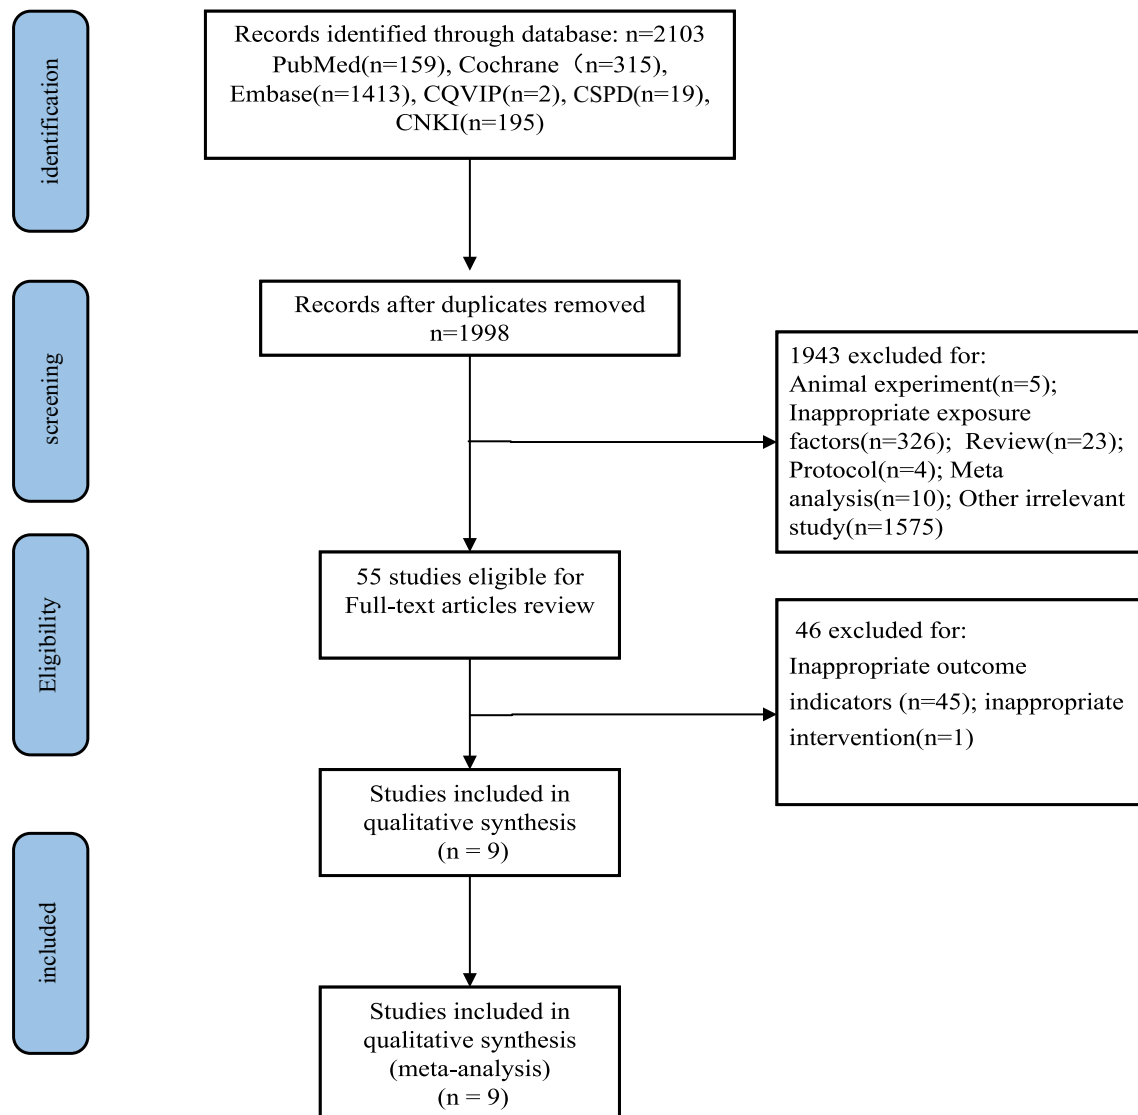 identification
Records identified through database: n=2103
PubMed(n=159), Cochrane（n=315),
Embase(n=1413), CQVIP(n=2), CSPD(n=19),
CNKI(n=195)
screening
Records after duplicates removed
n=1998
1943 excluded for:
Animal experiment(n=5);
Inappropriate exposure
factors(n=326); Review(n=23);
Protocol(n=4); Meta
analysis(n=10); Other irrelevant
study(n=1575)
Eligibility
55 studies eligible for
Full-text articles review
46 excluded for:
Inappropriate outcome
indicators (n=45); inappropriate
intervention(n=1)
Studies included in
qualitative synthesis
(n = 9)
included
Studies included in
qualitative synthesis
(meta-analysis)
(n = 9)